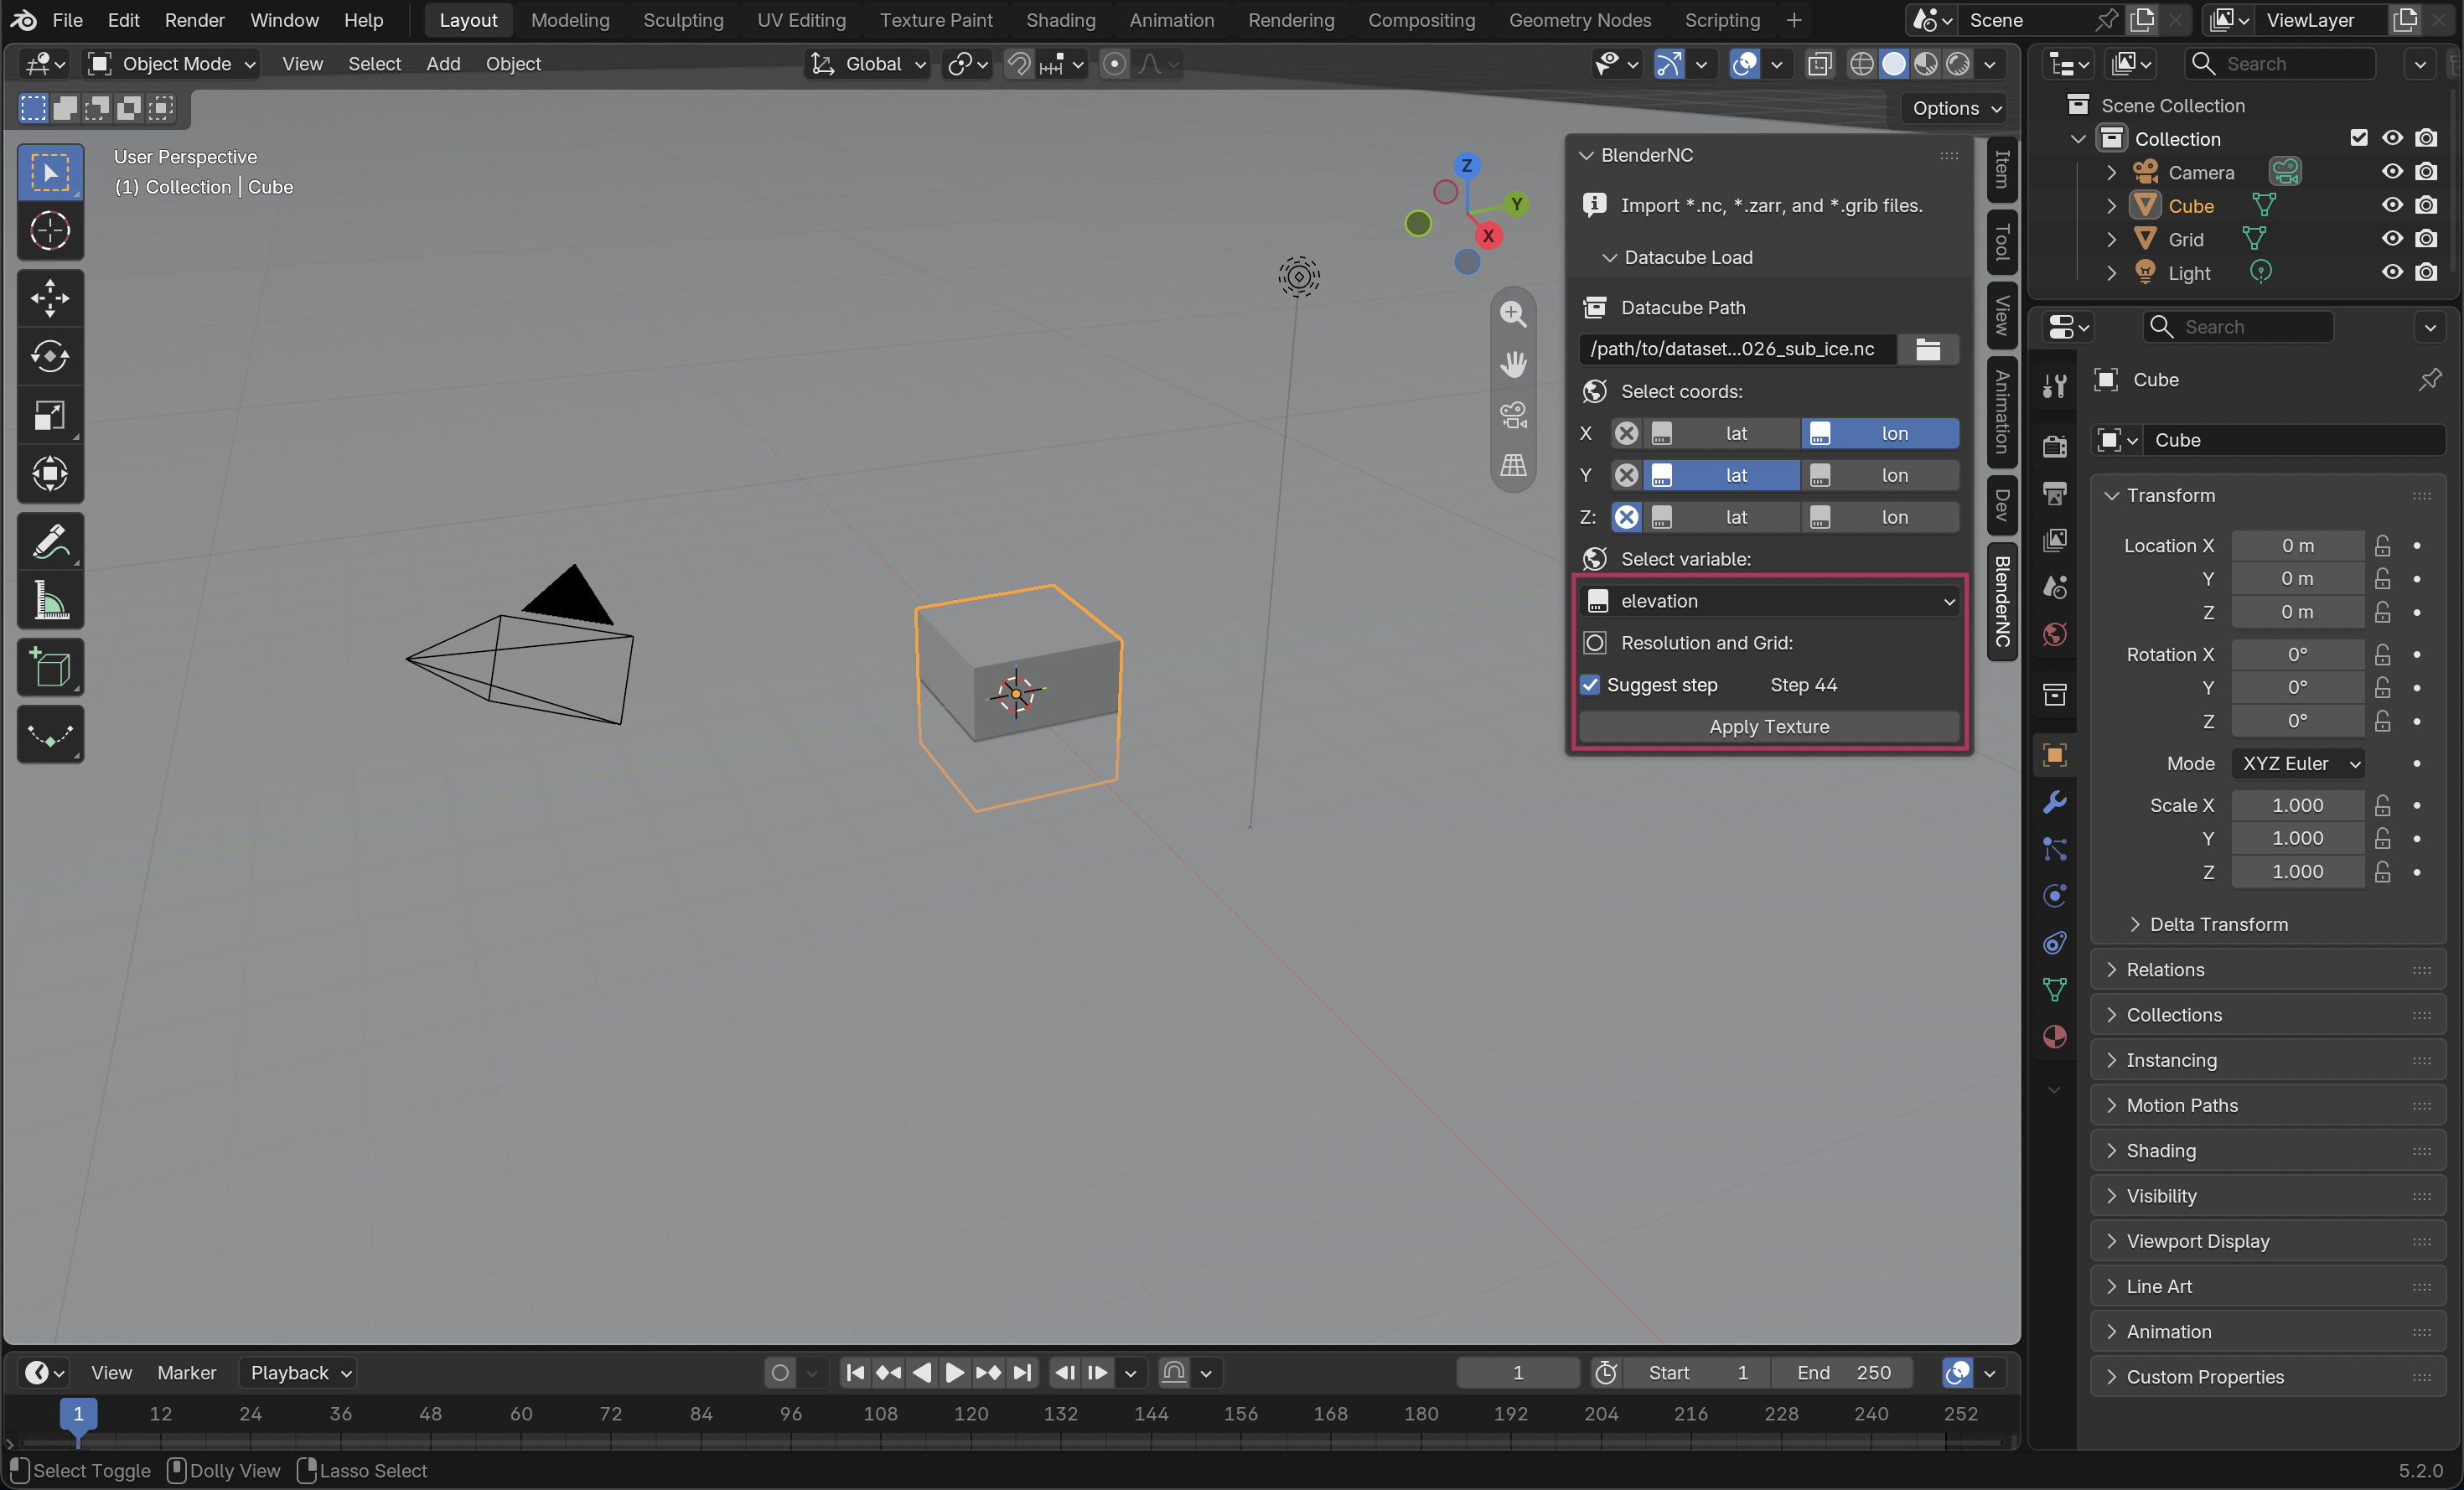 File Edit Render Window Help Layout Modeling Sculpting UV Editing Texture Paint Shading Animation Rendering Compositing Geometry Nodes Scripting + Scene ViewLayer
Object Mode View Select Add Object Global Search
Options
User Perspective
(1) Collection | Cube
Z
Y
X
BlenderNC
Import *.nc, *.zarr, and *.grib files.
Datacube Load
Datacube Path
/path/to/dataset...026_sub_ice.nc
Select coords:
X lat lon
Y lat lon
Z: lat lon
Select variable:
elevation
Resolution and Grid:
Suggest step Step 44
Apply Texture
Item
Tool
View
Animation
Dev
BlenderNC
Scene Collection
Collection
Camera
Cube
Grid
Light
Search
Cube
Cube
Transform
Location X 0 m
Y 0 m
Z 0 m
Rotation X 0°
Y 0°
Z 0°
Mode XYZ Euler
Scale X 1.000
Y 1.000
Z 1.000
Delta Transform
Relations
Collections
Instancing
Motion Paths
Shading
Visibility
Viewport Display
Line Art
Animation
Custom Properties
View Marker Playback 1 Start 1 End 250
1 12 24 36 48 60 72 84 96 108 120 132 144 156 168 180 192 204 216 228 240 252
Select Toggle Dolly View Lasso Select 5.2.0